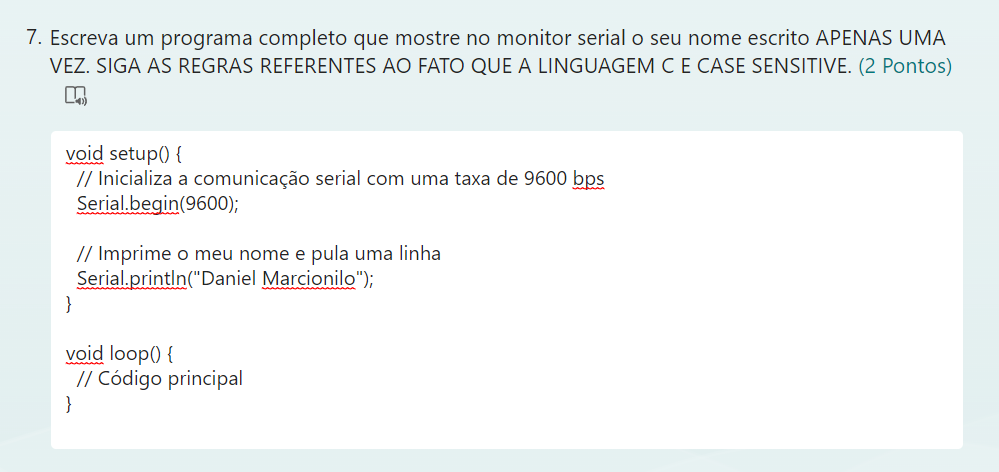 7. Escreva um programa completo que mostre no monitor serial o seu nome escrito APENAS UMA
VEZ. SIGA AS REGRAS REFERENTES AO FATO QUE A LINGUAGEM C E CASE SENSITIVE. (2 Pontos)
void setup() {
  // Inicializa a comunicação serial com uma taxa de 9600 bps
  Serial.begin(9600);
  // Imprime o meu nome e pula uma linha
  Serial.println("Daniel Marcionilo");
}
void loop() {
  // Código principal
}